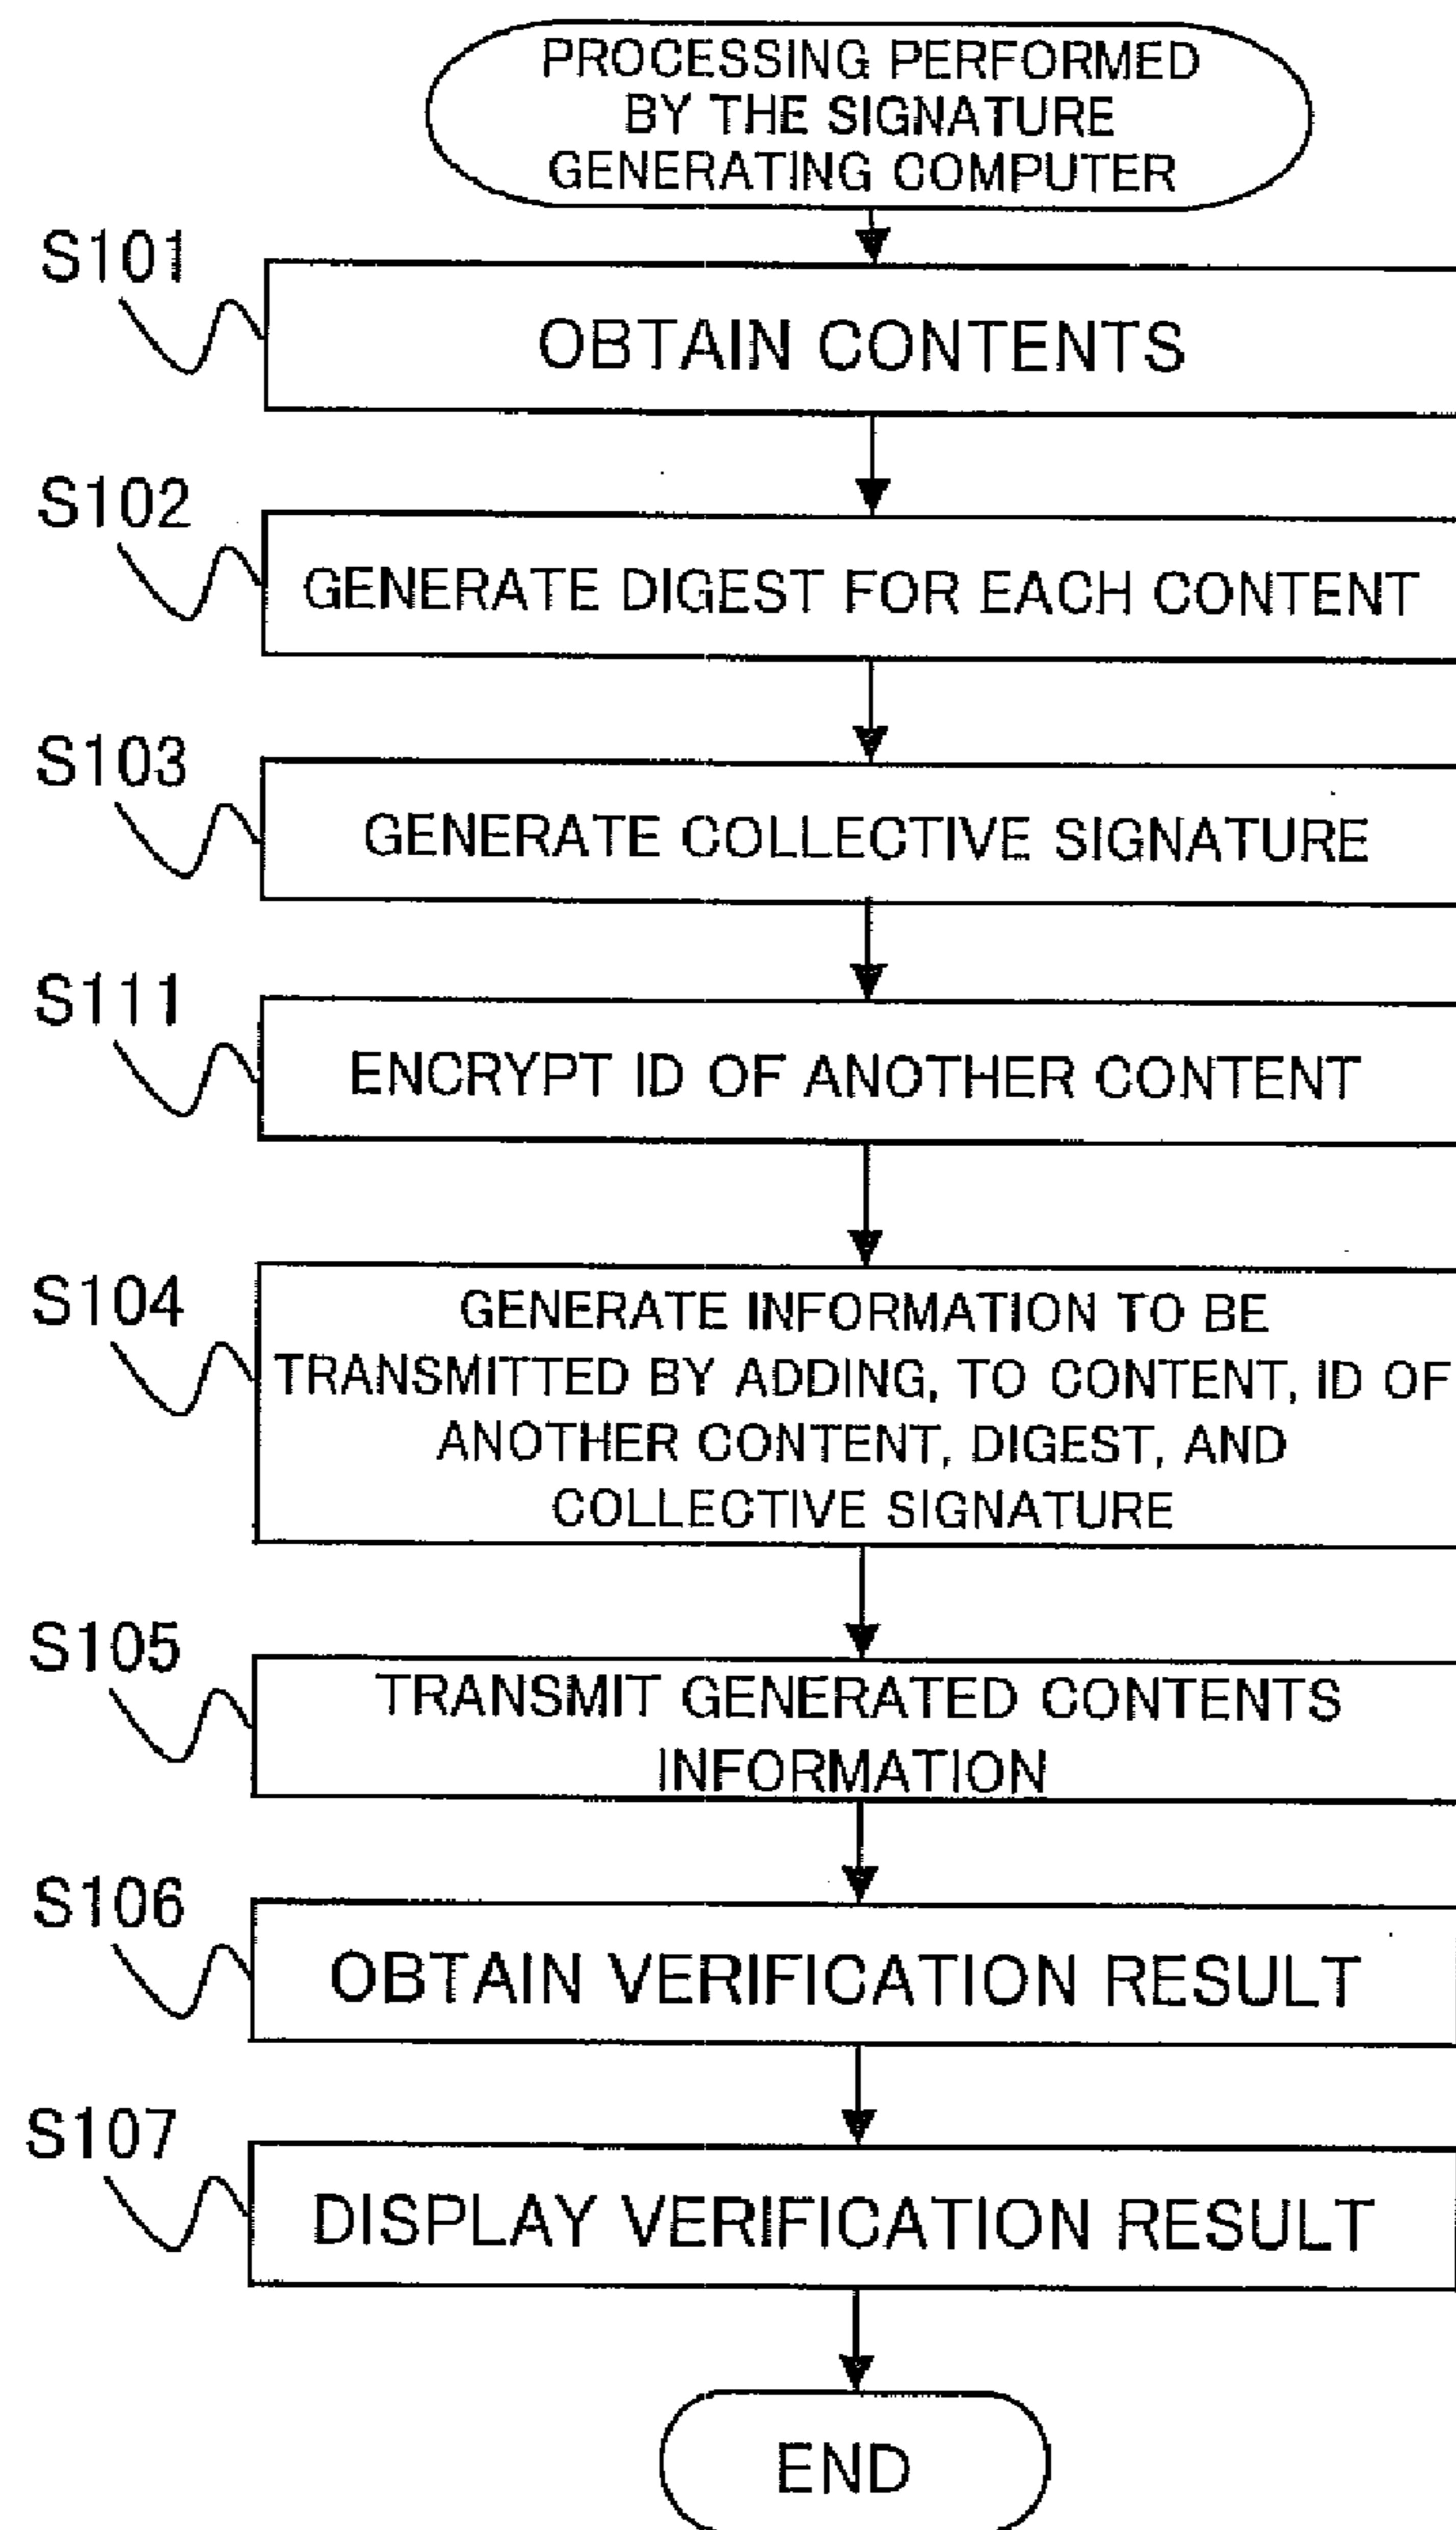 PROCESSING PERFORMED
BY THE SIGNATURE
GENERATING COMPUTER
S101
OBTAIN CONTENTS
S102
GENERATE DIGEST FOR EACH CONTENT
S103
GENERATE COLLECTIVE SIGNATURE
S111
ENCRYPT ID OF ANOTHER CONTENT
S104
GENERATE INFORMATION TO BE
TRANSMITTED BY ADDING, TO CONTENT, ID OF
ANOTHER CONTENT, DIGEST, AND
COLLECTIVE SIGNATURE
S105
TRANSMIT GENERATED CONTENTS
INFORMATION
S106
OBTAIN VERIFICATION RESULT
S107
DISPLAY VERIFICATION RESULT
END